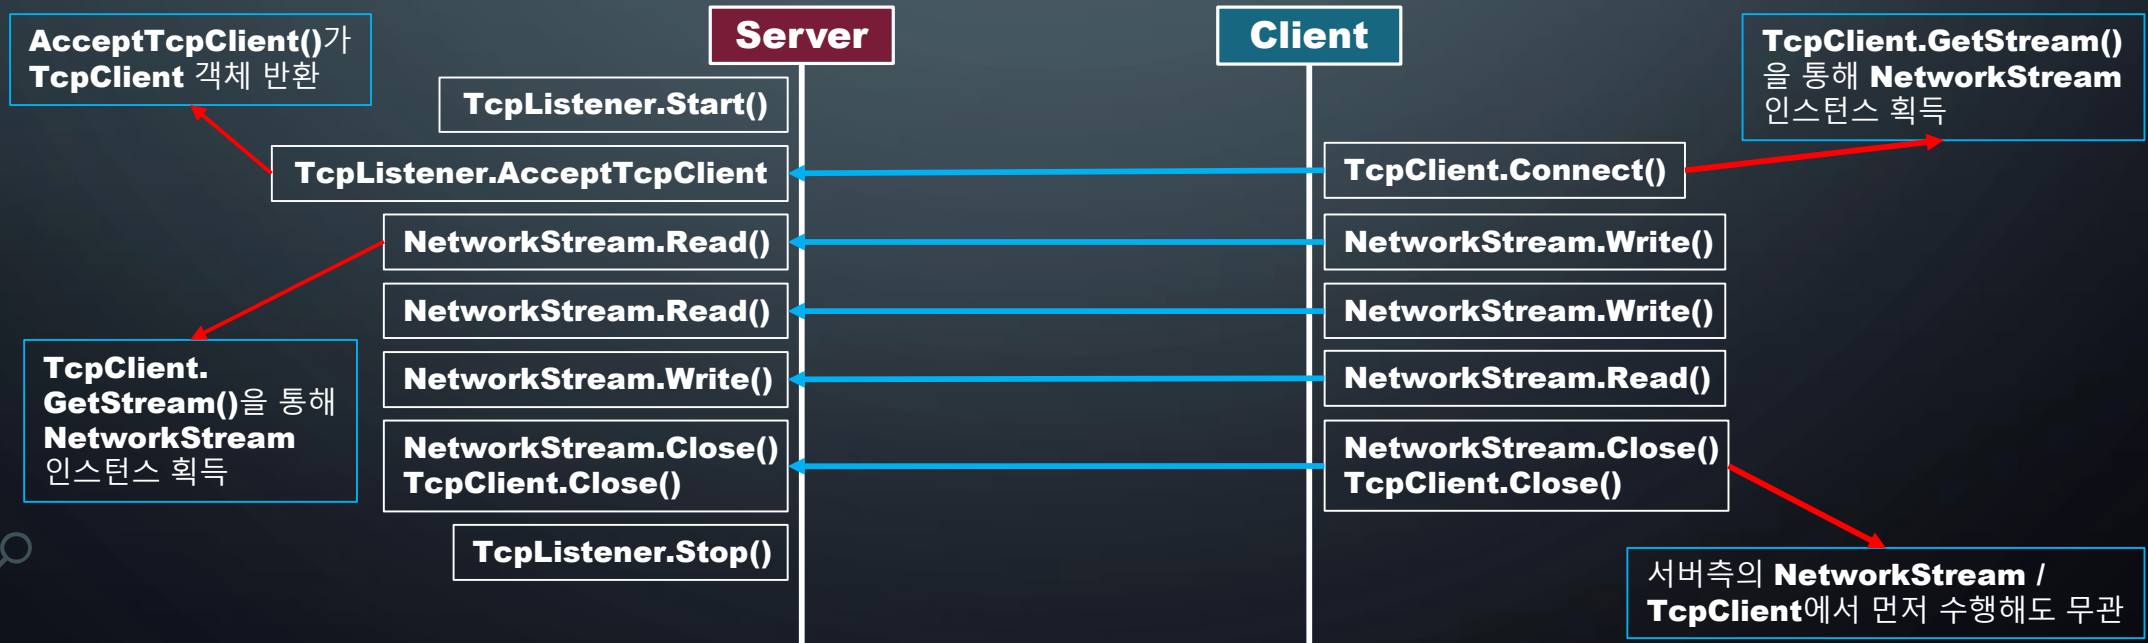 AcceptTcpClient()가
TcpClient 객체 반환
Server
Client
TcpClient.GetStream()
을 통해 NetworkStream
인스턴스 획득
TcpListener.Start()
TcpListener.AcceptTcpClient
TcpClient.Connect()
NetworkStream.Read()
NetworkStream.Write()
NetworkStream.Read()
NetworkStream.Write()
TcpClient.
GetStream()을 통해
NetworkStream
인스턴스 획득
NetworkStream.Write()
NetworkStream.Read()
NetworkStream.Close()
TcpClient.Close()
NetworkStream.Close()
TcpClient.Close()
TcpListener.Stop()
서버측의 NetworkStream /
TcpClient에서 먼저 수행해도 무관